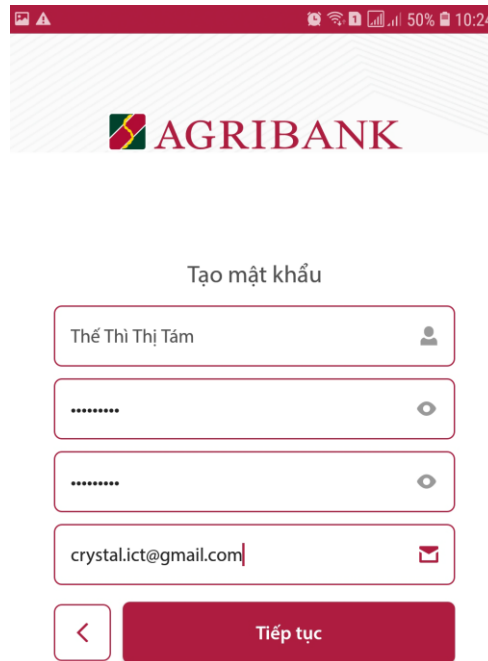 50% 10:24
AGRIBANK
Tạo mật khẩu
Thế Thì Thị Tám
•••••••••
•••••••••
crystal.ict@gmail.com
Tiếp tục